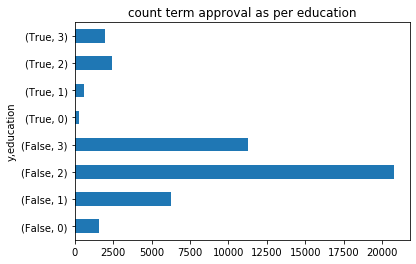 count term approval as per education
(True, 3)
(True, 2)
(True, 1)
(True, 0)
(False, 3)
(False, 2)
(False, 1)
(False, 0)
y,education
0 2500 5000 7500 10000 12500 15000 17500 20000